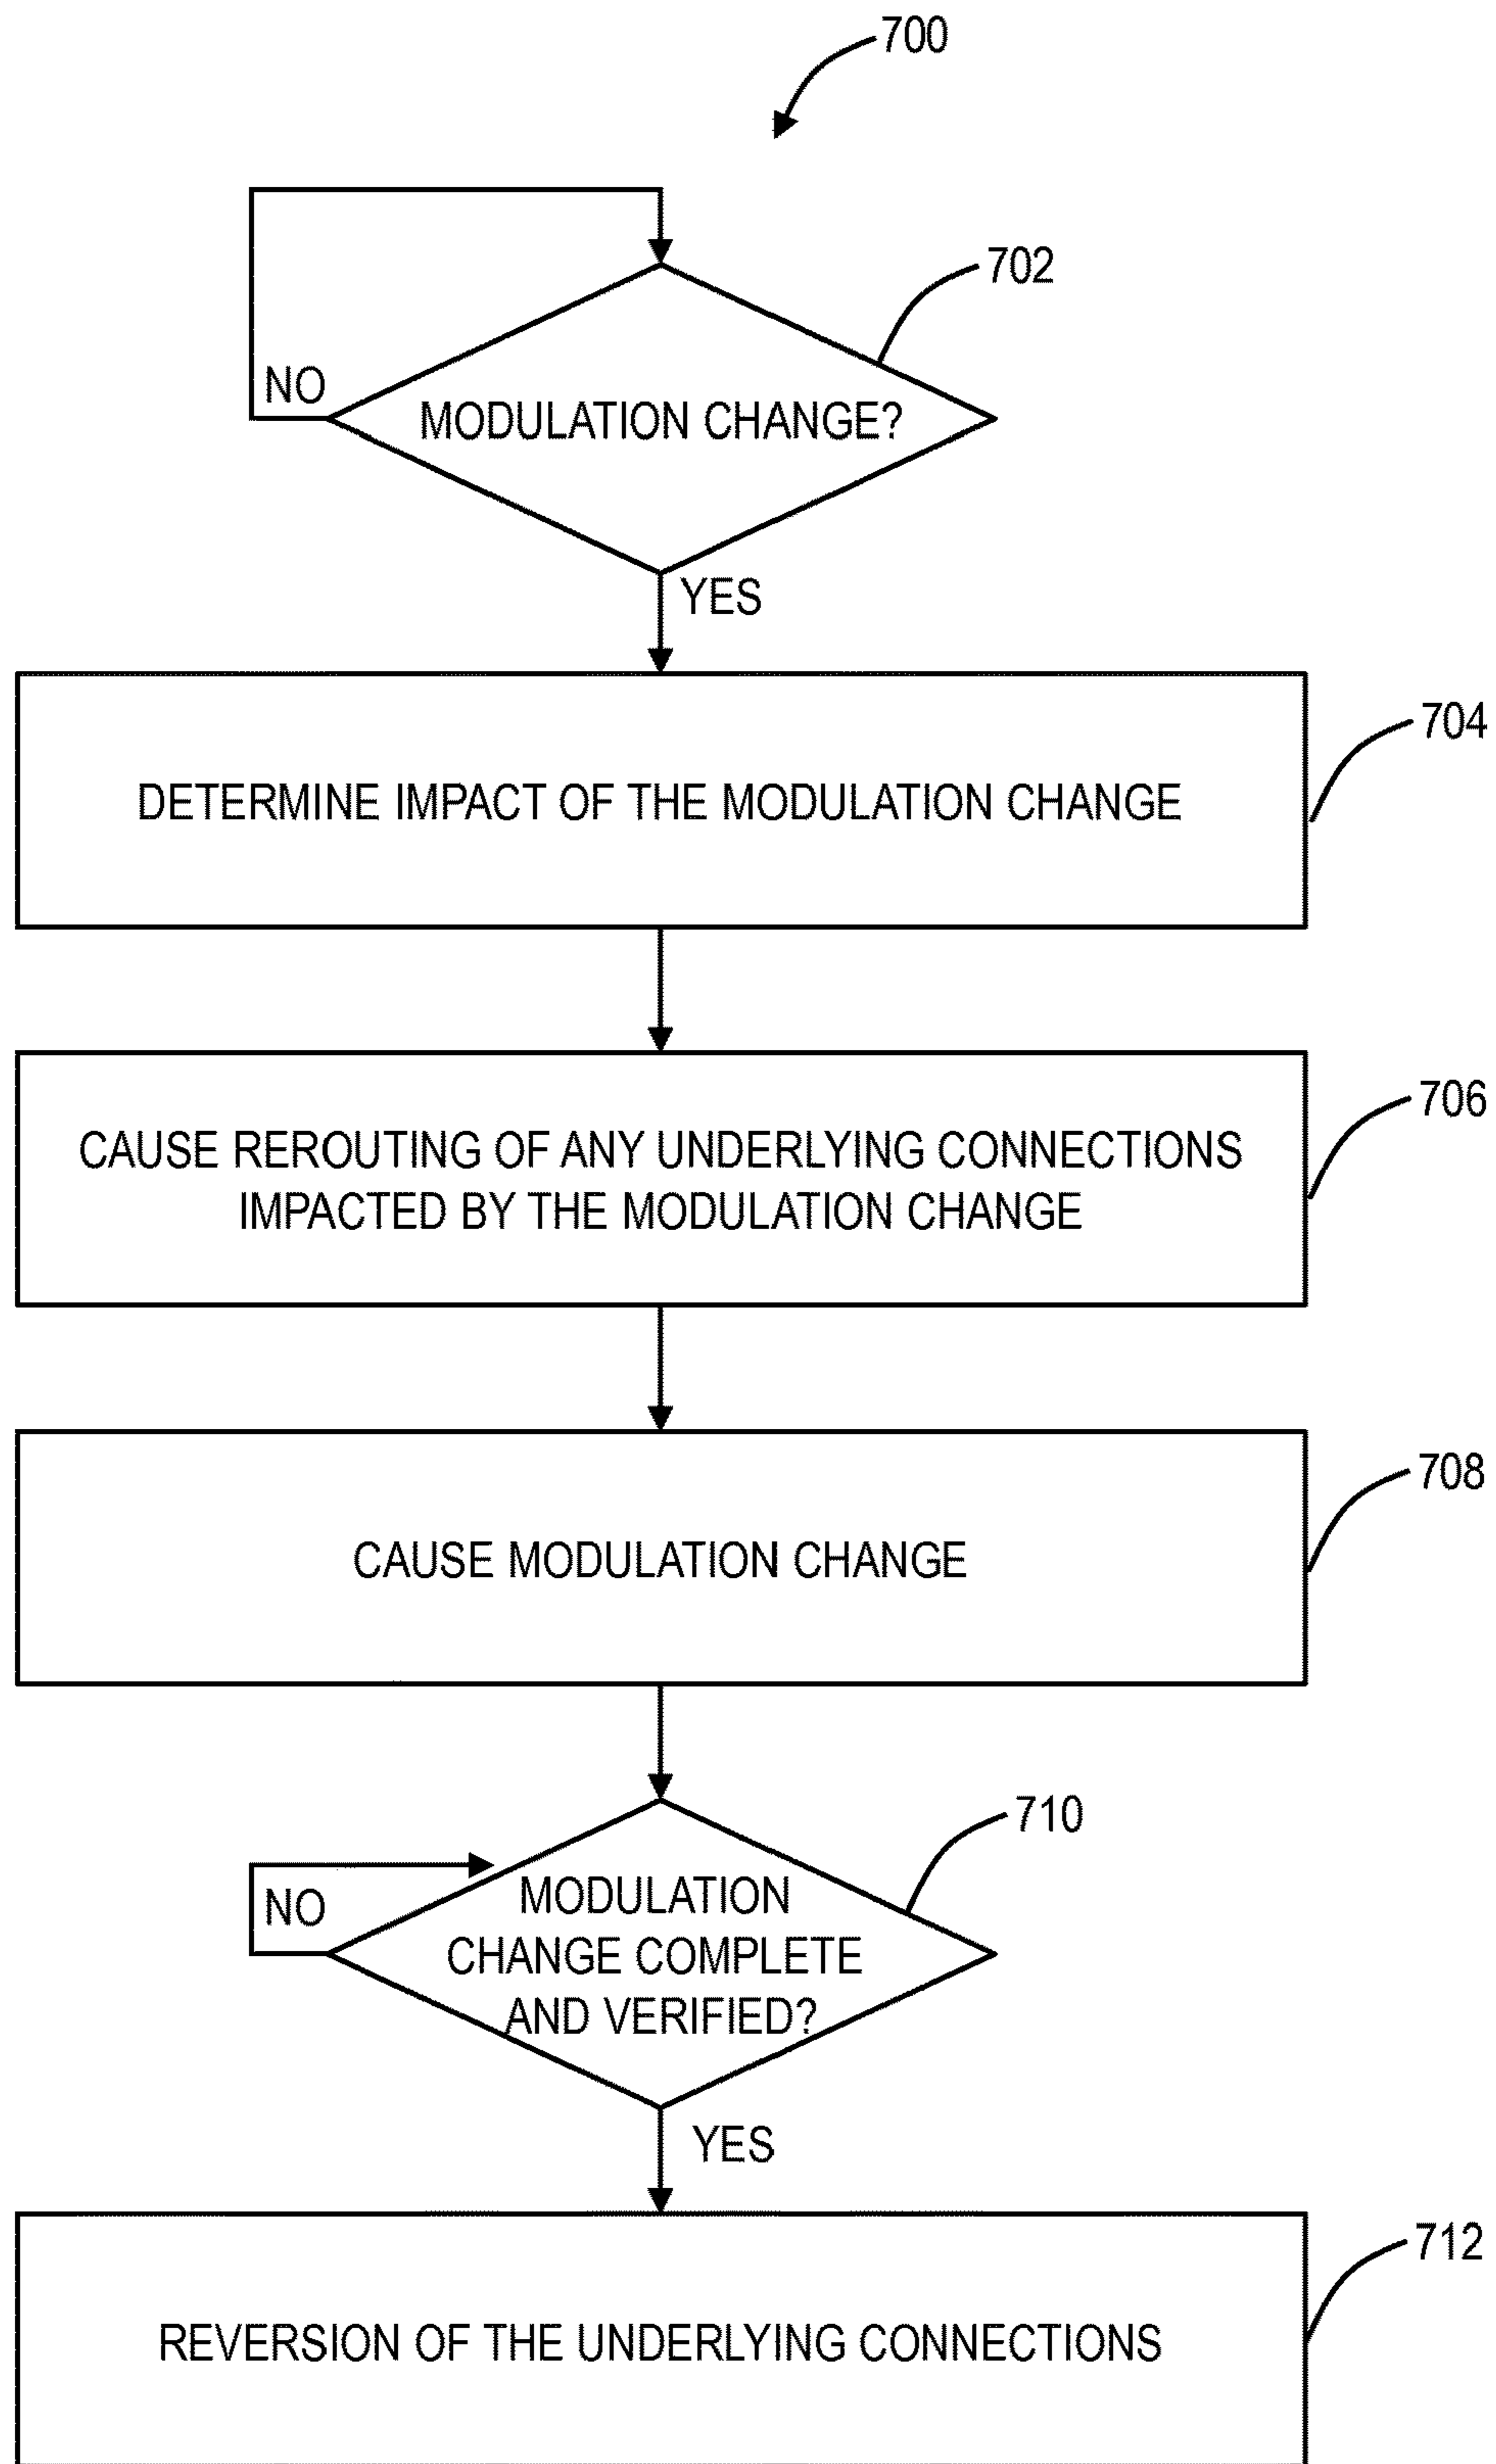 700
702
NO
MODULATION CHANGE?
YES
704
DETERMINE IMPACT OF THE MODULATION CHANGE
706
CAUSE REROUTING OF ANY UNDERLYING CONNECTIONS
IMPACTED BY THE MODULATION CHANGE
708
CAUSE MODULATION CHANGE
710
NO
MODULATION
CHANGE COMPLETE
AND VERIFIED?
YES
712
REVERSION OF THE UNDERLYING CONNECTIONS